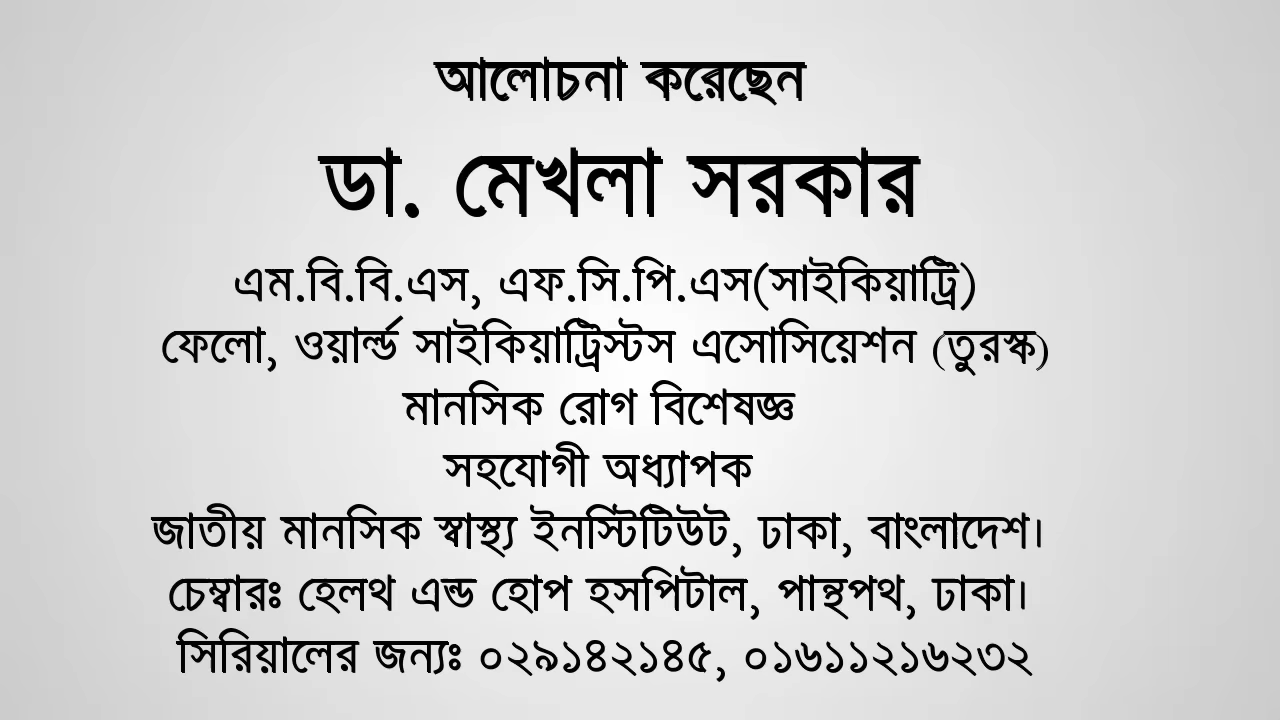 আলোচনা করেছেন
ডা. মেখলা সরকার
এম.বি.বি.এস, এফ.সি.পি.এস(সাইকিয়াট্রি)
ফেলো, ওয়ার্ল্ড সাইকিয়াট্রিস্টস এসোসিয়েশন (তুরস্ক)
মানসিক রোগ বিশেষজ্ঞ
সহযোগী অধ্যাপক
জাতীয় মানসিক স্বাস্থ্য ইনস্টিটিউট, ঢাকা, বাংলাদেশ।
চেম্বারঃ হেলথ এন্ড হোপ হসপিটাল, পান্থপথ, ঢাকা।
সিরিয়ালের জন্যঃ ০২৯১৪২১৪৫, ০১৬১১২১৬২৩২